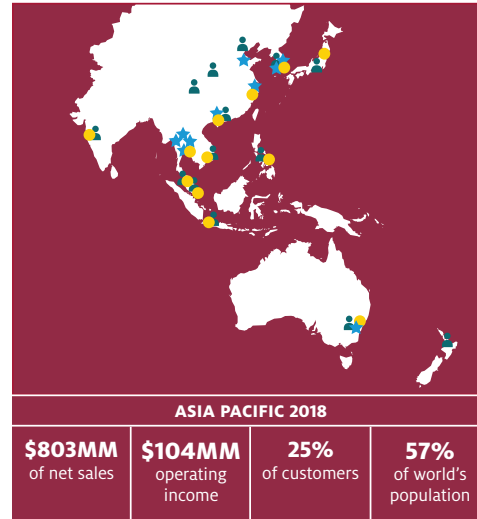 ASIA PACIFIC 2018
$803MM
of net sales
$104MM
operating
income
25%
of customers
57%
of world's
population